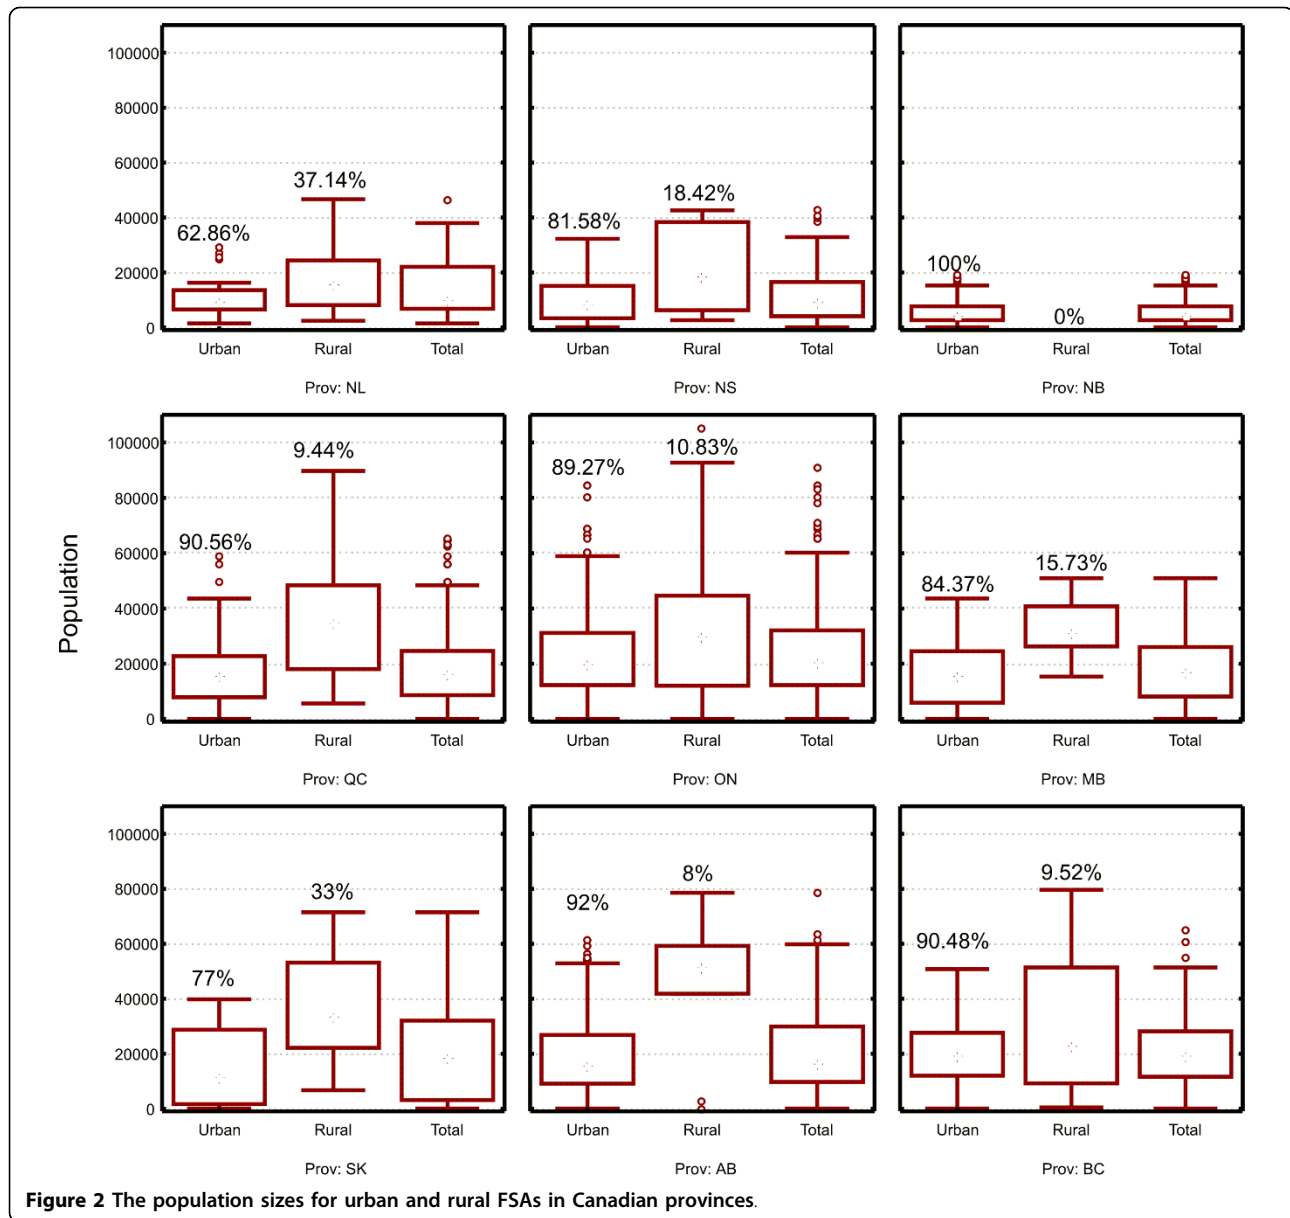 100000
80000
60000
40000
20000
0
62.86%
37.14%
Urban Rural Total
Prov: NL
81.58%
18.42%
Urban Rural Total
Prov: NS
100%
0%
Urban Rural Total
Prov: NB
Population
100000
80000
60000
40000
20000
0
90.56%
9.44%
Urban Rural Total
Prov: QC
89.27%
10.83%
Urban Rural Total
Prov: ON
84.37%
15.73%
Urban Rural Total
Prov: MB
100000
80000
60000
40000
20000
0
77%
33%
Urban Rural Total
Prov: SK
92%
8%
Urban Rural Total
Prov: AB
90.48%
9.52%
Urban Rural Total
Prov: BC
Figure 2 The population sizes for urban and rural FSAs in Canadian provinces.